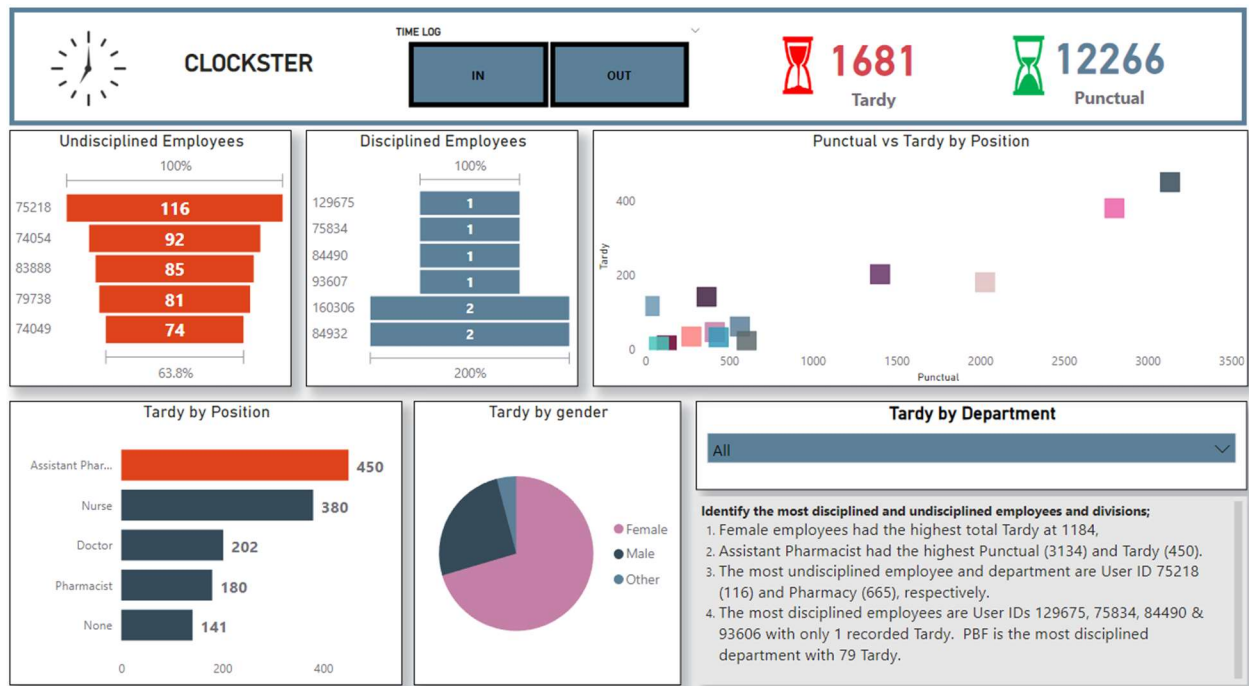 CLOCKSTER
TIME LOG
IN
OUT
1681
Tardy
12266
Punctual
Undisciplined Employees
100%
75218 116
74054 92
83888 85
79738 81
74049 74
63.8%
Disciplined Employees
100%
129675 1
75834 1
84490 1
93607 1
160306 2
84932 2
200%
Punctual vs Tardy by Position
Tardy
400
200
0
0 500 1000 1500 2000 2500 3000 3500
Punctual
Tardy by Position
Assistant Phar... 450
Nurse 380
Doctor 202
Pharmacist 180
None 141
0 200 400
Tardy by gender
Female
Male
Other
Tardy by Department
All
Identify the most disciplined and undisciplined employees and divisions;
1. Female employees had the highest total Tardy at 1184,
2. Assistant Pharmacist had the highest Punctual (3134) and Tardy (450).
3. The most undisciplined employee and department are User ID 75218
(116) and Pharmacy (665), respectively.
4. The most disciplined employees are User IDs 129675, 75834, 84490 &
93606 with only 1 recorded Tardy. PBF is the most disciplined
department with 79 Tardy.